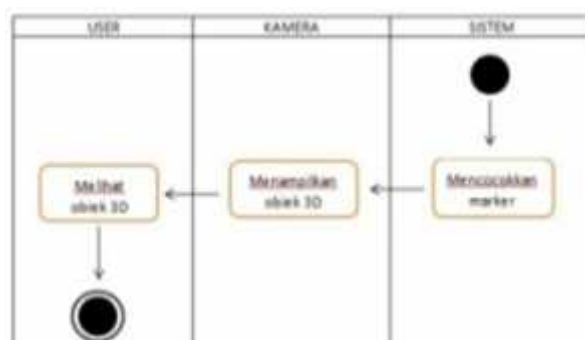 USER
KAMERA
SISTEM
Melihat
objek 3D
Menampilkan
objek 3D
Mencocokkan
marker